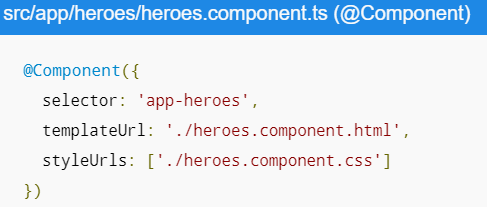 src/app/heroes/heroes.component.ts (@Component)
@Component({
  selector: 'app-heroes',
  templateUrl: './heroes.component.html',
  styleUrls: ['./heroes.component.css']
})